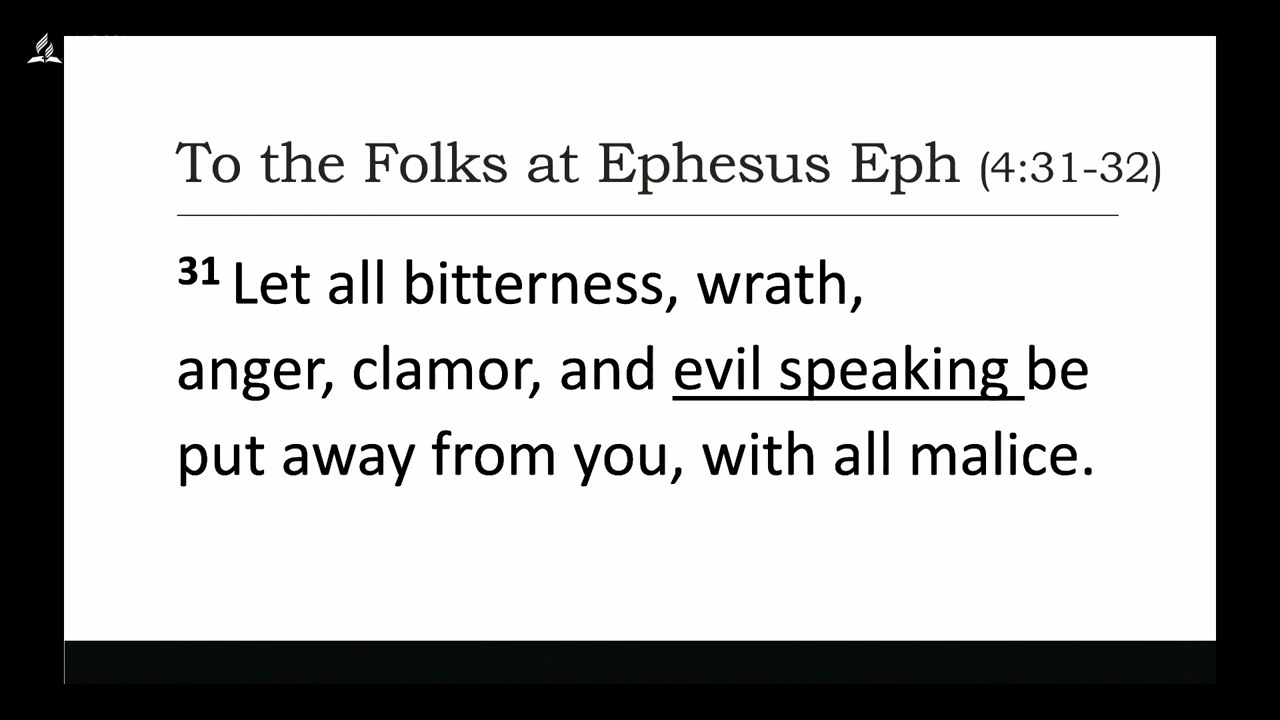 To the Folks at Ephesus Eph (4:31-32)
31 Let all bitterness, wrath,
anger, clamor, and evil speaking be
put away from you, with all malice.